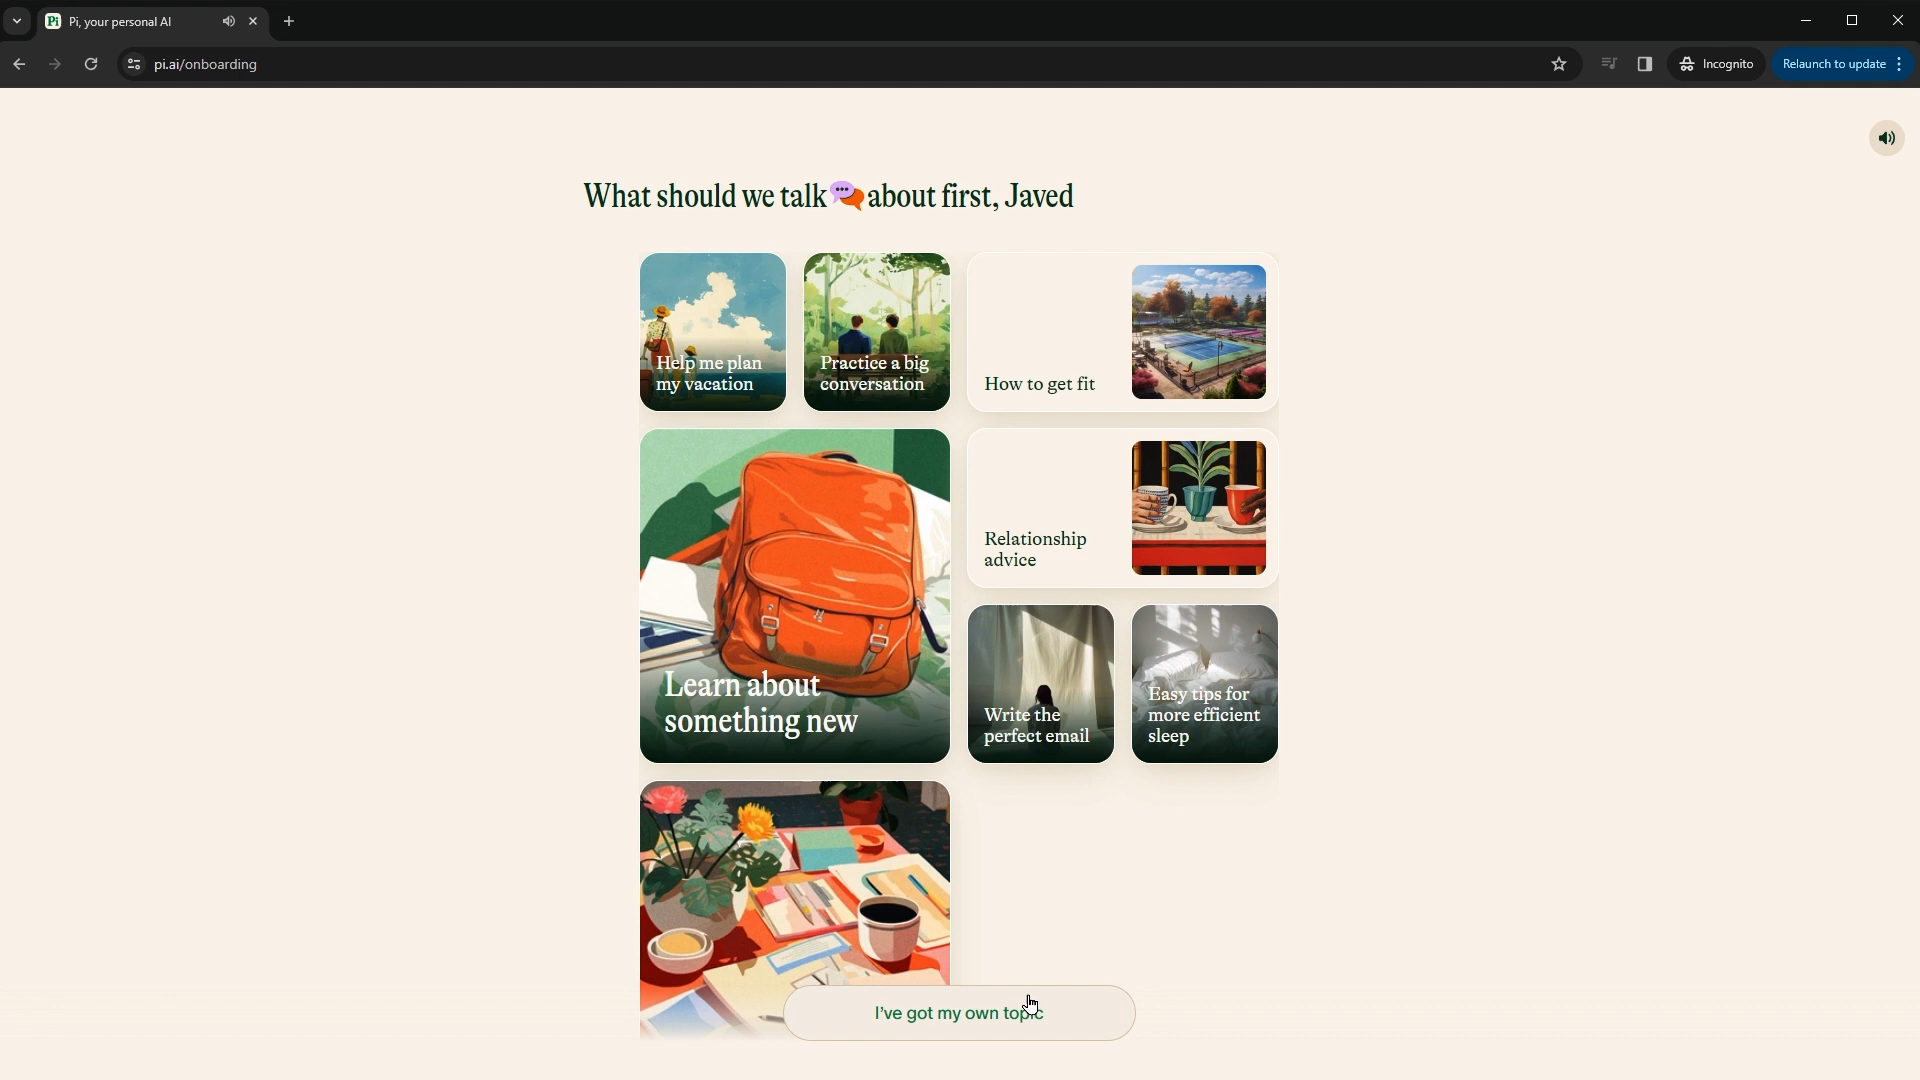 Pi, your personal AI
pi.ai/onboarding
Incognito
Relaunch to update
What should we talk about first, Javed
Help me plan
my vacation
Practice a big
conversation
How to get fit
Learn about
something new
Relationship
advice
Write the
perfect email
Easy tips for
more efficient
sleep
I've got my own topic